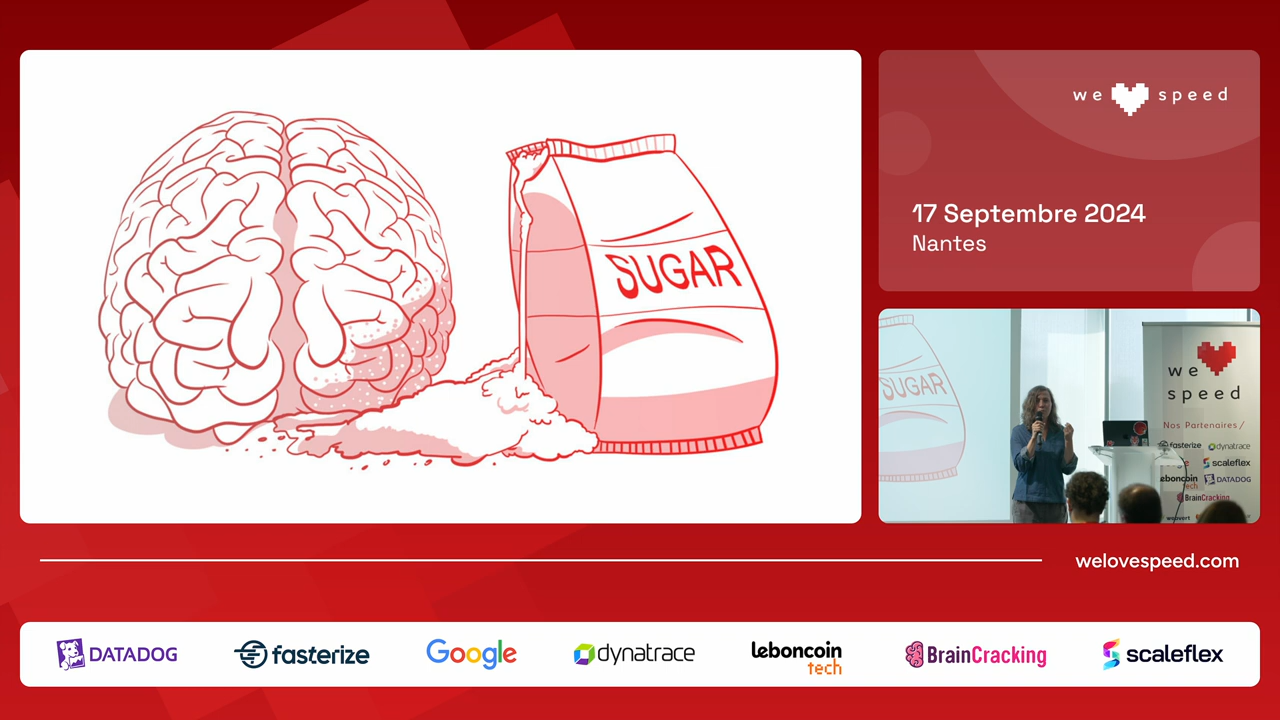 SUGAR
we speed
17 Septembre 2024
Nantes
SUGAR
we
speed
Nos Partenaires/
fasterize
dynatrace
scaleflex
leboncoin
tech
DATADOG
BrainCracking
welovespeed.com
DATADOG
fasterize
Google
dynatrace
leboncoin
tech
BrainCracking
scaleflex